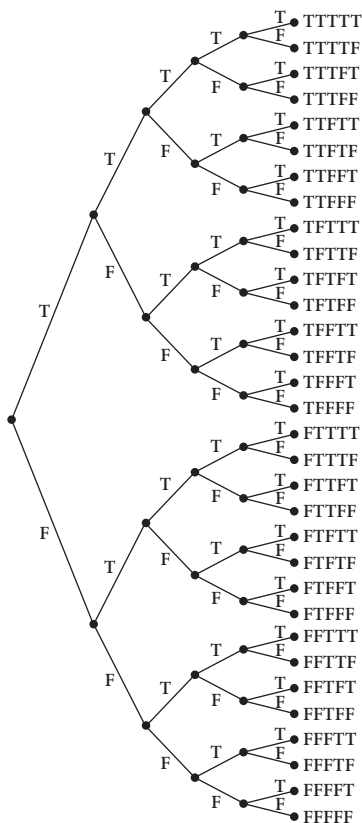 T TTTTT
T F TTTTF
T T TTTFT
F F TTTFF
T T TTFTT
T F TTFTF
F T TTFFT
F F TTFFF
T
T T TFTTT
T F TFTTF
F T TFTFT
F F TFTFF
T
F
T TFFTT
T F TFFTF
F T TFFFT
F F TFFFF
F
T FTTTT
T F FTTTF
T T FTTFT
F F FTTFF
T T FTFTT
T F FTFTF
F T FTFFT
F F FTFFF
F
T
T FFTTT
T F FFTTF
T T FFTFT
F F FFTFF
F
T FFFTT
T F FFFTF
F T FFFFT
F F FFFFF
F